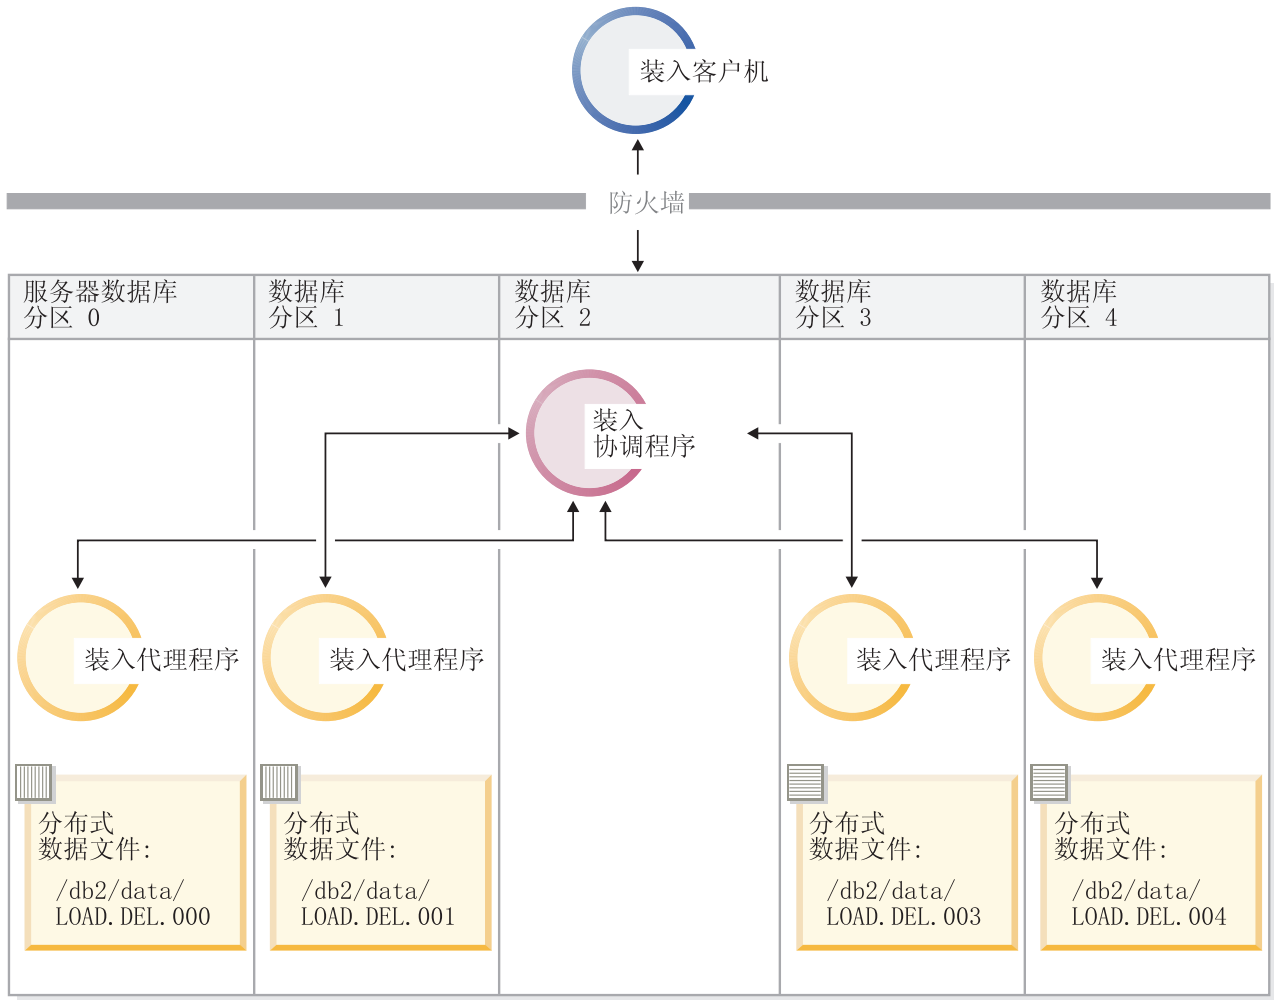 装入客户机
防火墙
服务器数据库
分区 0
数据库
分区 1
数据库
分区 2
数据库
分区 3
数据库
分区 4
装入
协调程序
装入代理程序
装入代理程序
装入代理程序
装入代理程序
分布式
数据文件:
/db2/data/
LOAD.DEL.000
分布式
数据文件:
/db2/data/
LOAD.DEL.001
分布式
数据文件:
/db2/data/
LOAD.DEL.003
分布式
数据文件:
/db2/data/
LOAD.DEL.004